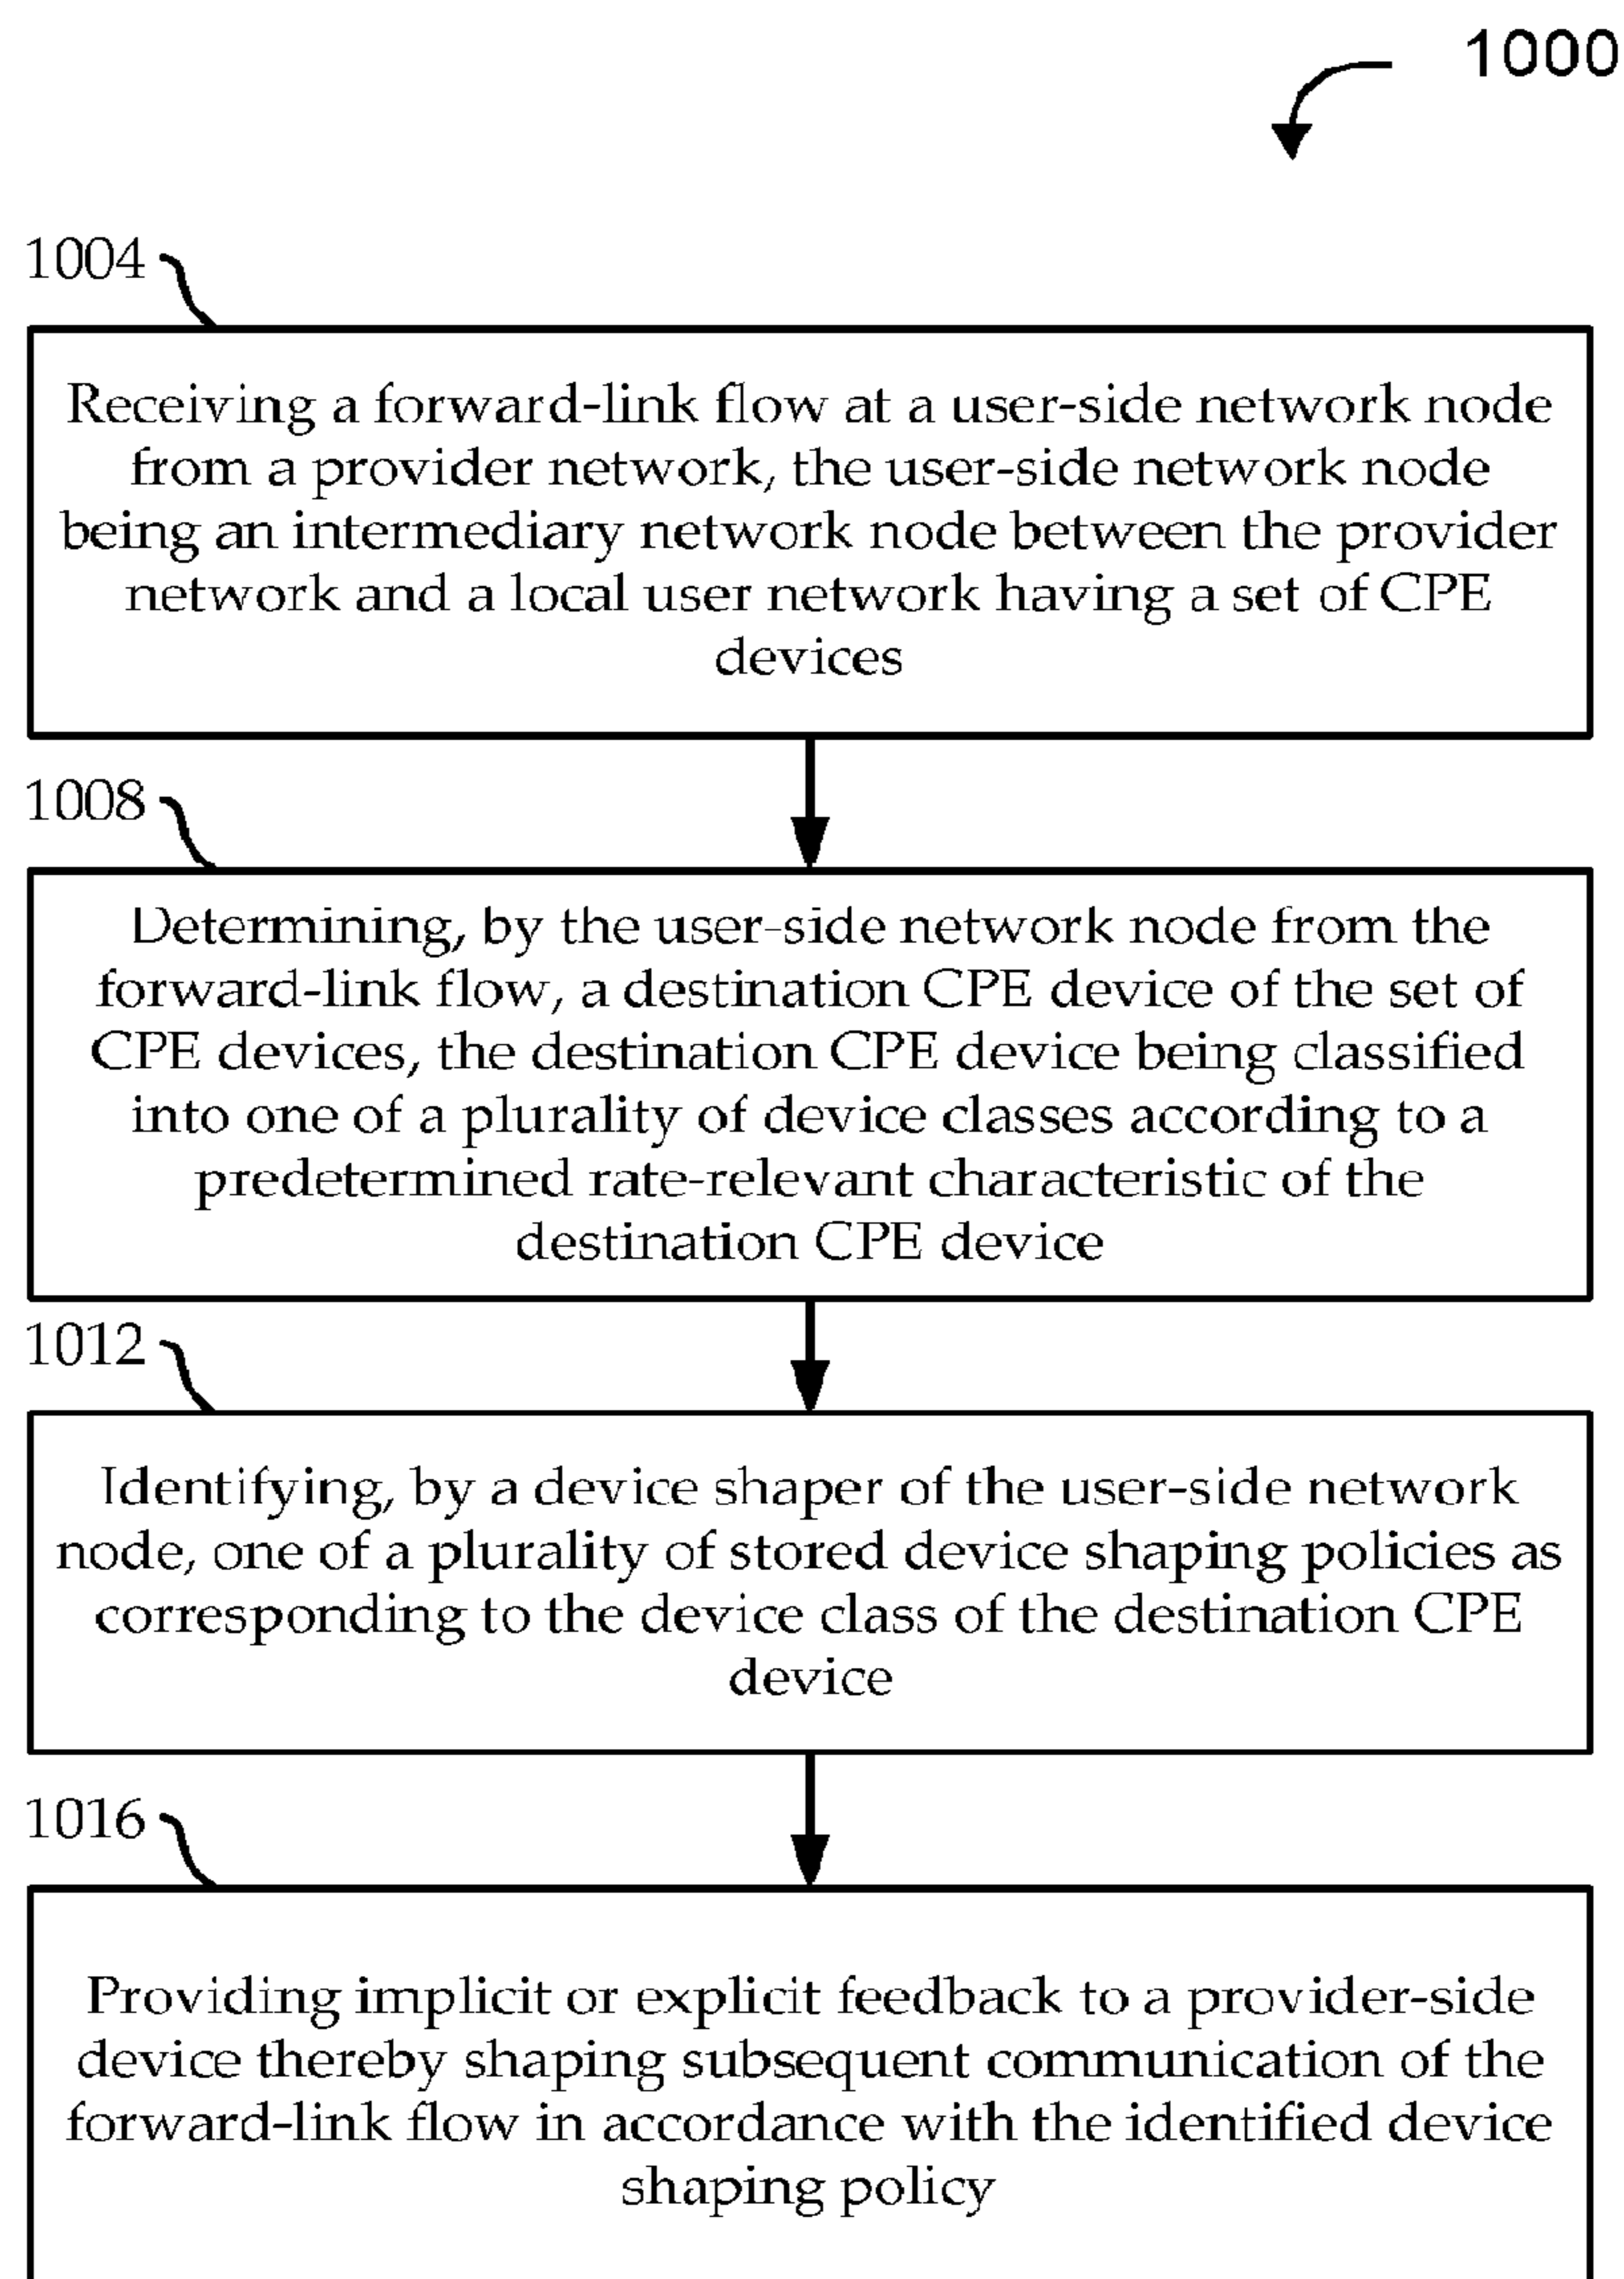 1000
1004
Receiving a forward-link flow at a user-side network node
from a provider network, the user-side network node
being an intermediary network node between the provider
network and a local user network having a set of CPE
devices
1008
Determining, by the user-side network node from the
forward-link flow, a destination CPE device of the set of
CPE devices, the destination CPE device being classified
into one of a plurality of device classes according to a
predetermined rate-relevant characteristic of the
destination CPE device
1012
Identifying, by a device shaper of the user-side network
node, one of a plurality of stored device shaping policies as
corresponding to the device class of the destination CPE
device
1016
Providing implicit or explicit feedback to a provider-side
device thereby shaping subsequent communication of the
forward-link flow in accordance with the identified device
shaping policy